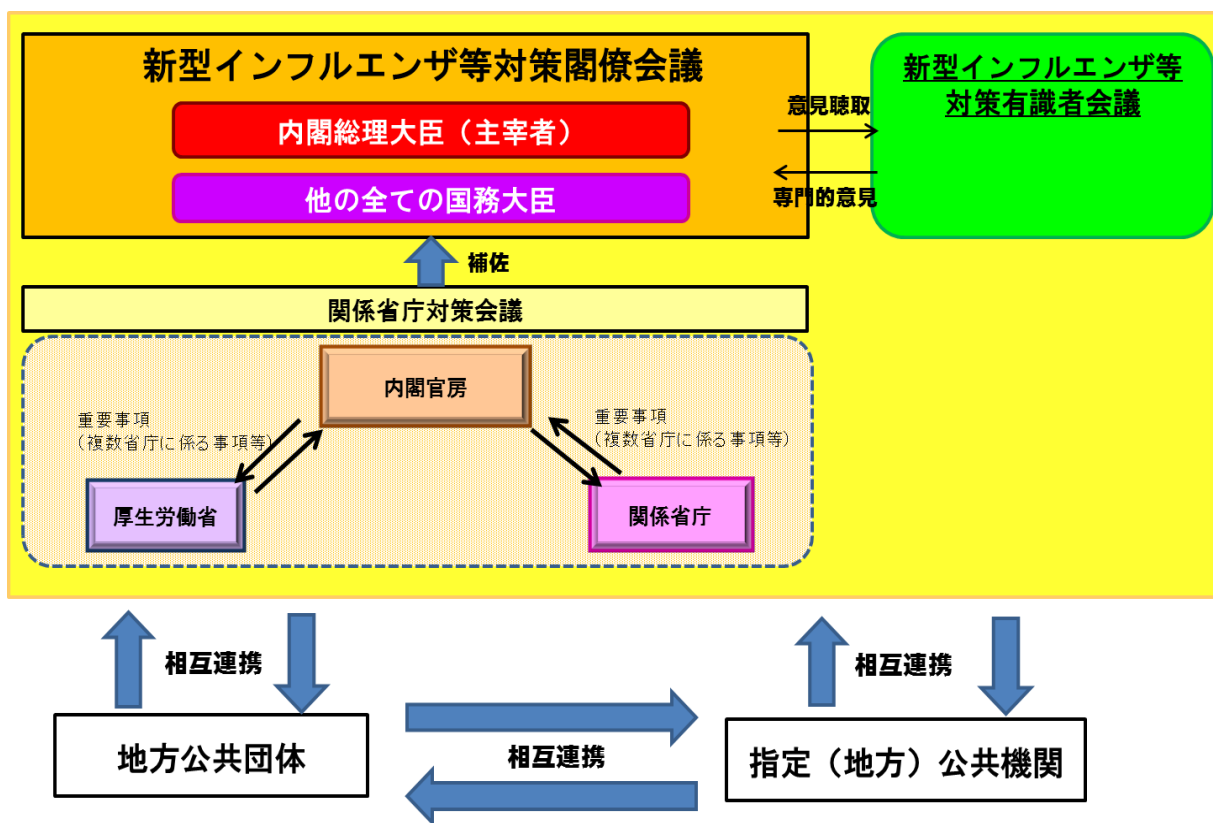 新型インフルエンザ等対策閣僚会議
内閣総理大臣（主宰者）
他の全ての国務大臣
意見聴取
専門的意見
新型インフルエンザ等
対策有識者会議
補佐
関係省庁対策会議
内閣官房
重要事項
(複数省庁に係る事項等)
重要事項
(複数省庁に係る事項等)
厚生労働省
関係省庁
相互連携
相互連携
地方公共団体
相互連携
指定（地方）公共機関